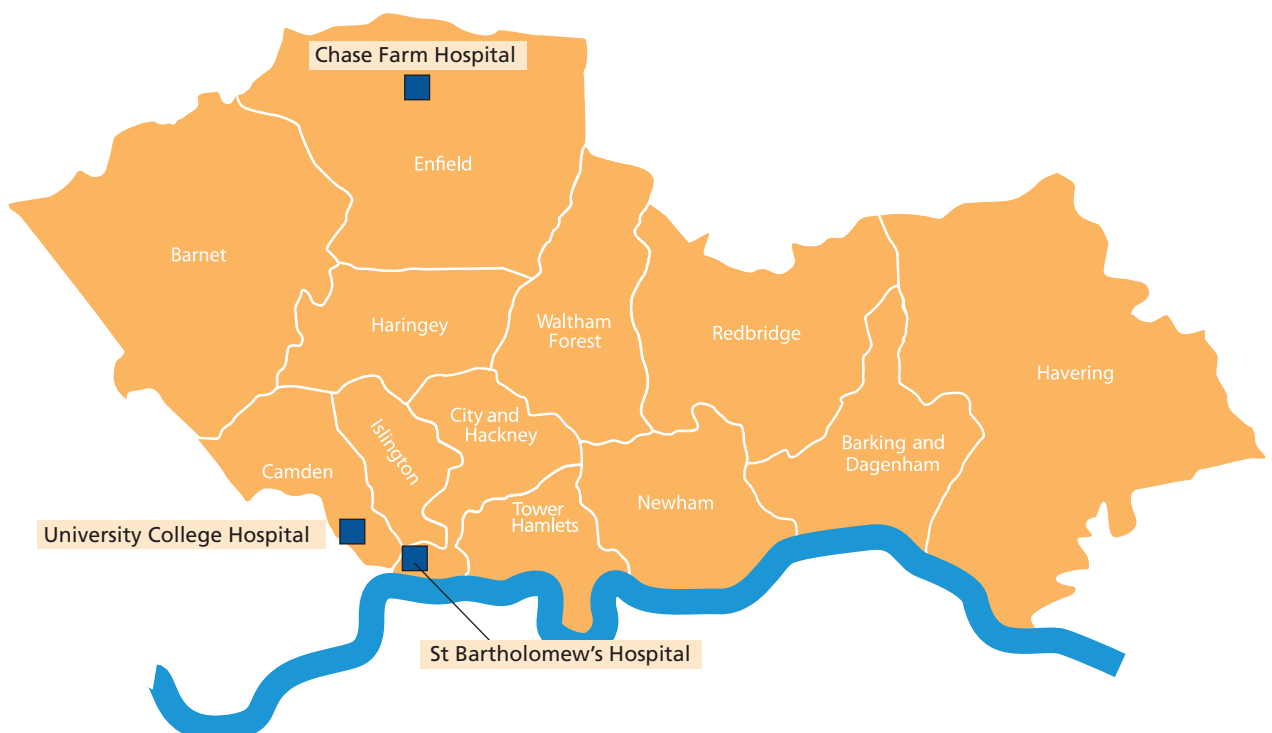 Chase Farm Hospital
Enfield
Barnet
Haringey
Waltham
Forest
Redbridge
Havering
City and
Hackney
Islington
Camden
Barking and
Dagenham
Newham
Tower
Hamlets
University College Hospital
St Bartholomew's Hospital